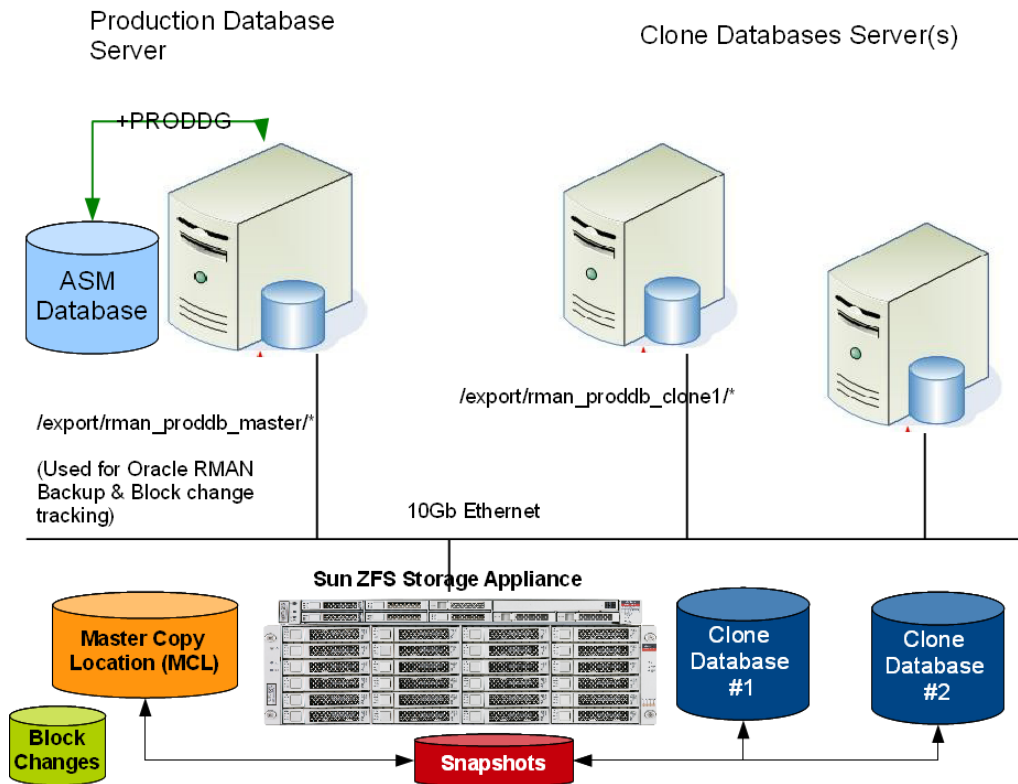 Production Database
Server
Clone Databases Server(s)
+PRODDG
ASM
Database
/export/rman_proddb_master/*
(Used for Oracle RMAN
Backup & Block change
tracking)
/export/rman_proddb_clone1/*
10Gb Ethernet
Sun ZFS Storage Appliance
Master Copy
Location (MCL)
Block
Changes
Snapshots
Clone
Database
#1
Clone
Database
#2